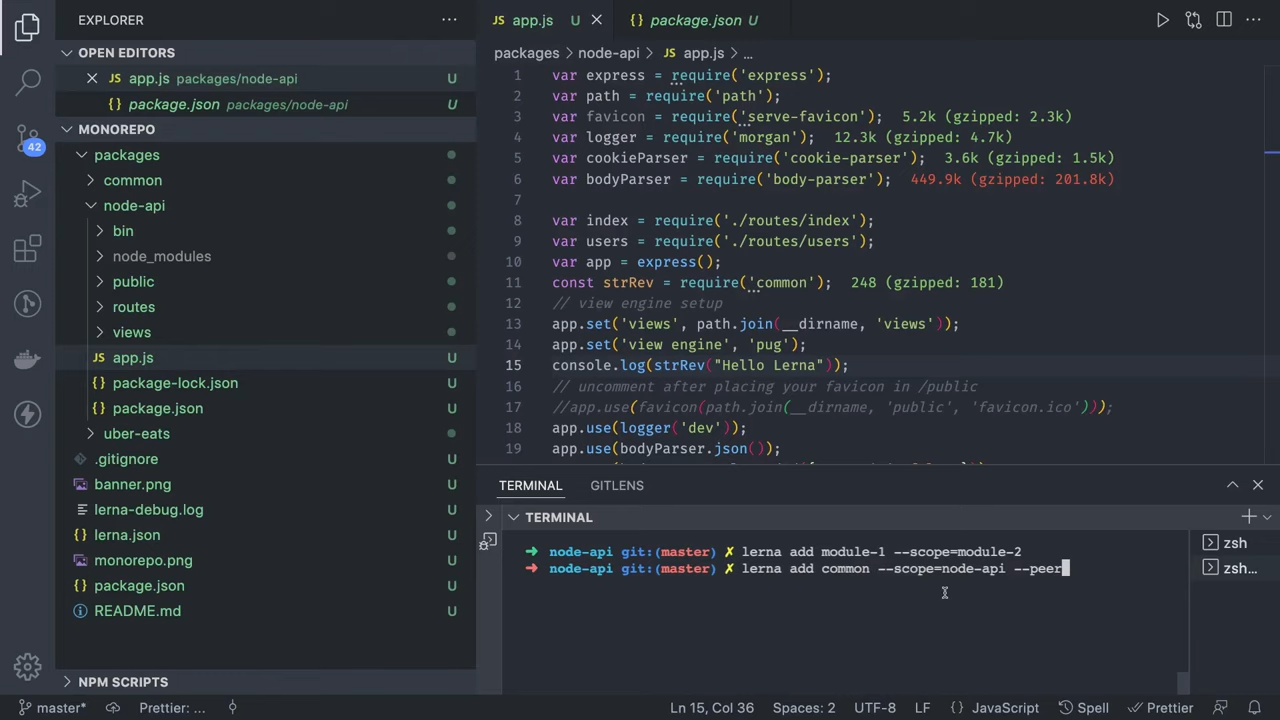 EXPLORER
OPEN EDITORS
app.js packages/node-api U
package.json packages/node-api U
MONOREPO
packages
common
node-api
bin
node_modules
public
routes
views
app.js U
package-lock.json U
package.json U
uber-eats
.gitignore U
banner.png U
lerna-debug.log U
lerna.json U
monorepo.png U
package.json U
README.md U
NPM SCRIPTS
42
JS app.js U
{} package.json U
packages > node-api > JS app.js > ...
1 var express = require('express');
2 var path = require('path');
3 var favicon = require('serve-favicon'); 5.2k (gzipped: 2.3k)
4 var logger = require('morgan'); 12.3k (gzipped: 4.7k)
5 var cookieParser = require('cookie-parser'); 3.6k (gzipped: 1.5k)
6 var bodyParser = require('body-parser'); 449.9k (gzipped: 201.8k)
7
8 var index = require('./routes/index');
9 var users = require('./routes/users');
10 var app = express();
11 const strRev = require('common'); 248 (gzipped: 181)
12 // view engine setup
13 app.set('views', path.join(__dirname, 'views'));
14 app.set('view engine', 'pug');
15 console.log(strRev("Hello Lerna"));
16 // uncomment after placing your favicon in /public
17 //app.use(favicon(path.join(__dirname, 'public', 'favicon.ico')));
18 app.use(logger('dev'));
19 app.use(bodyParser.json());
TERMINAL GITLENS
TERMINAL
➜ node-api git:(master) ✗ lerna add module-1 --scope=module-2
➜ node-api git:(master) ✗ lerna add common --scope=node-api --peer
zsh
zsh...
master* Prettier: ... Ln 15, Col 36 Spaces: 2 UTF-8 LF {} JavaScript Spell Prettier